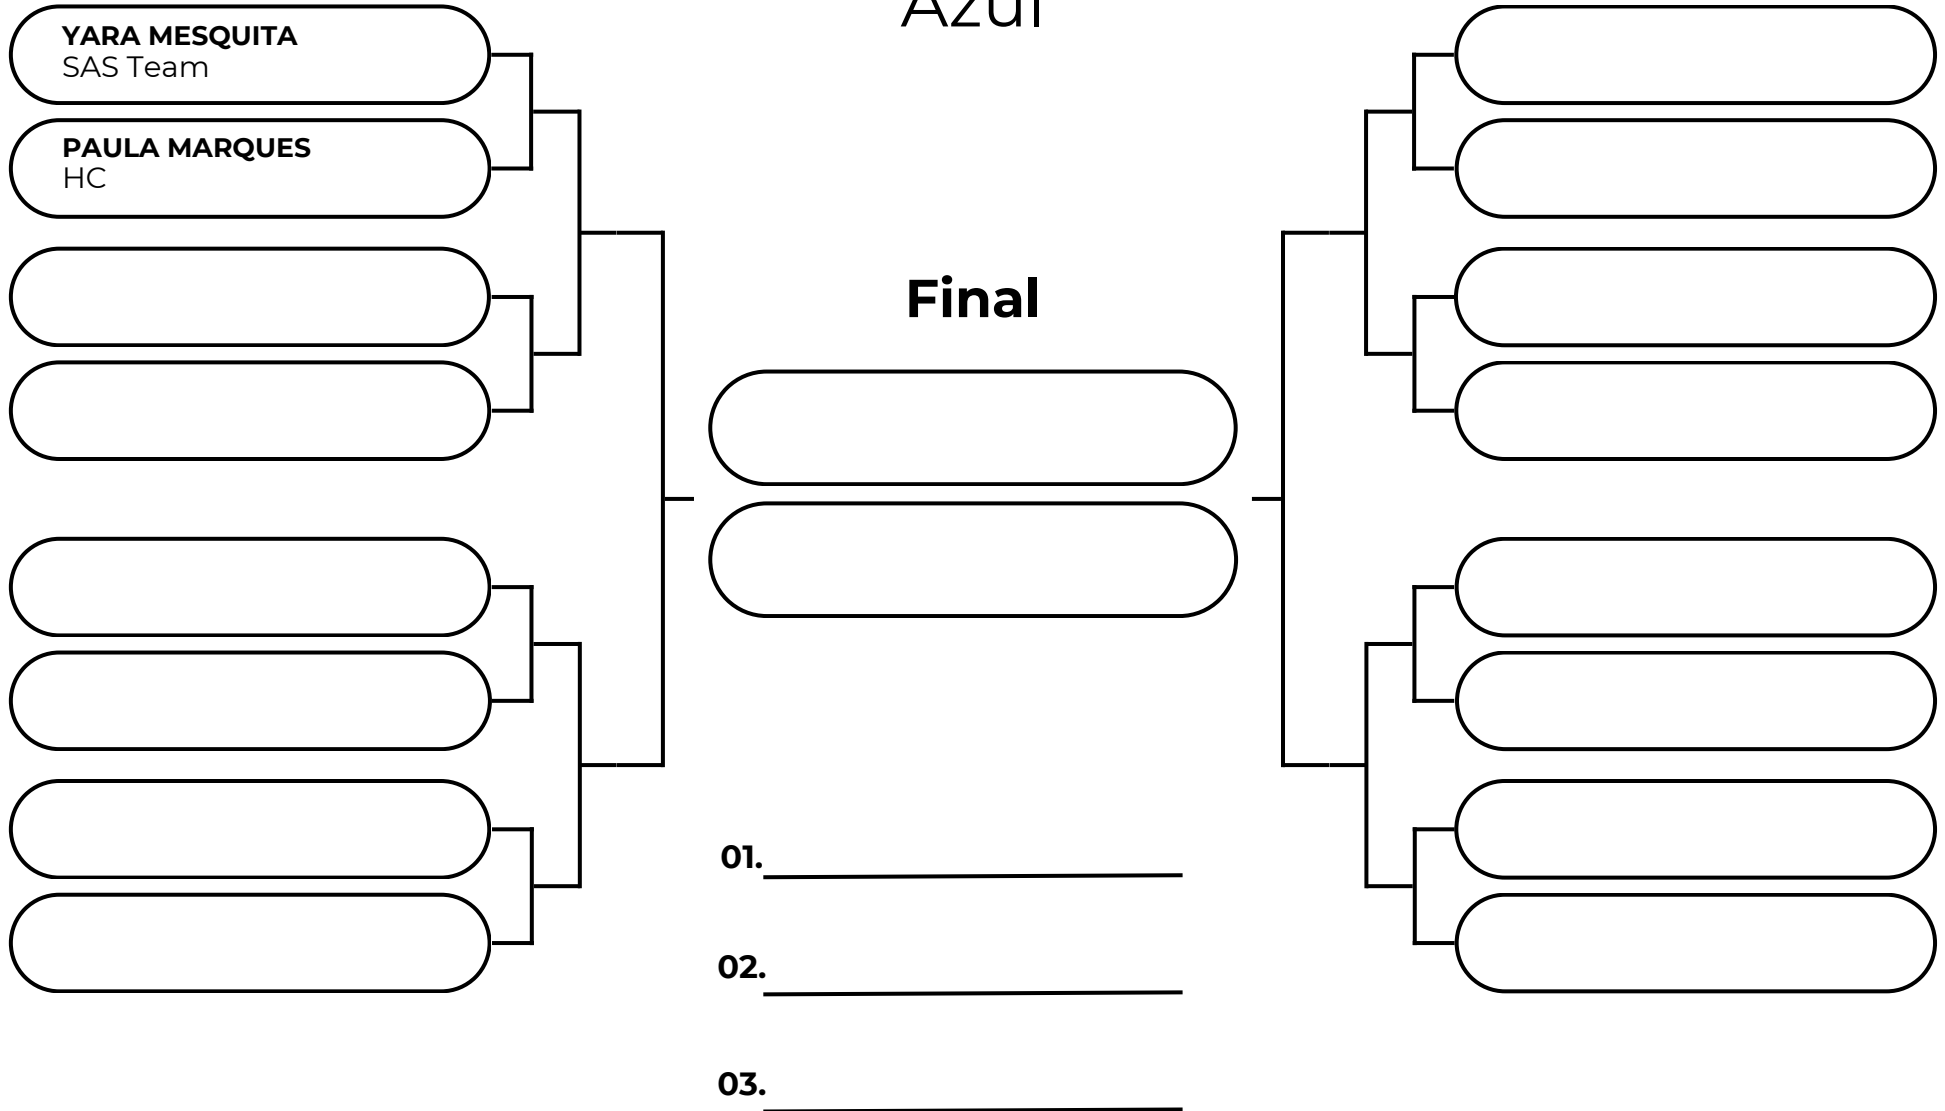 Azul
YARA MESQUITA
SAS Team
PAULA MARQUES
HC
Final
01.
02.
03.